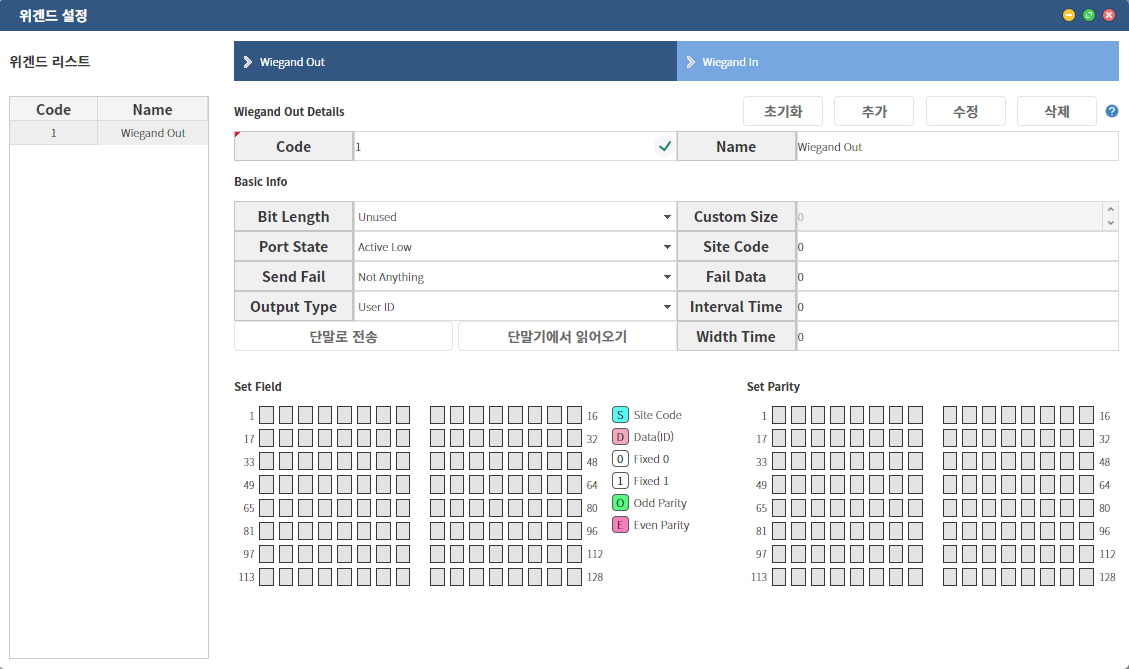 위겐드 설정
위겐드 리스트
Code Name
1 Wiegand Out
Wiegand Out Wiegand In
Wiegand Out Details 초기화 추가 수정 삭제 ?
Code 1 Name Wiegand Out
Basic Info
Bit Length Unused Custom Size 0
Port State Active Low Site Code 0
Send Fail Not Anything Fail Data 0
Output Type User ID Interval Time 0
단말로 전송 단말기에서 읽어오기 Width Time 0
Set Field Set Parity
1 16 S Site Code 1 16
17 32 D Data(ID) 17 32
33 48 0 Fixed 0 33 48
49 64 1 Fixed 1 49 64
65 80 O Odd Parity 65 80
81 96 E Even Parity 81 96
97 112 97 112
113 128 113 128